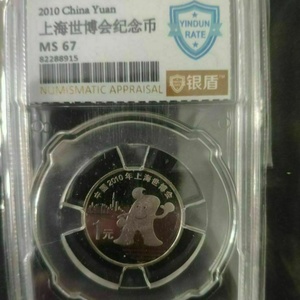 2010 China Yuan
上海世博会纪念币
MS 67
82288915
NUMISMATIC APPRAISAL
YINDUN
RATE
银盾
中国2010年上海世博会
1元